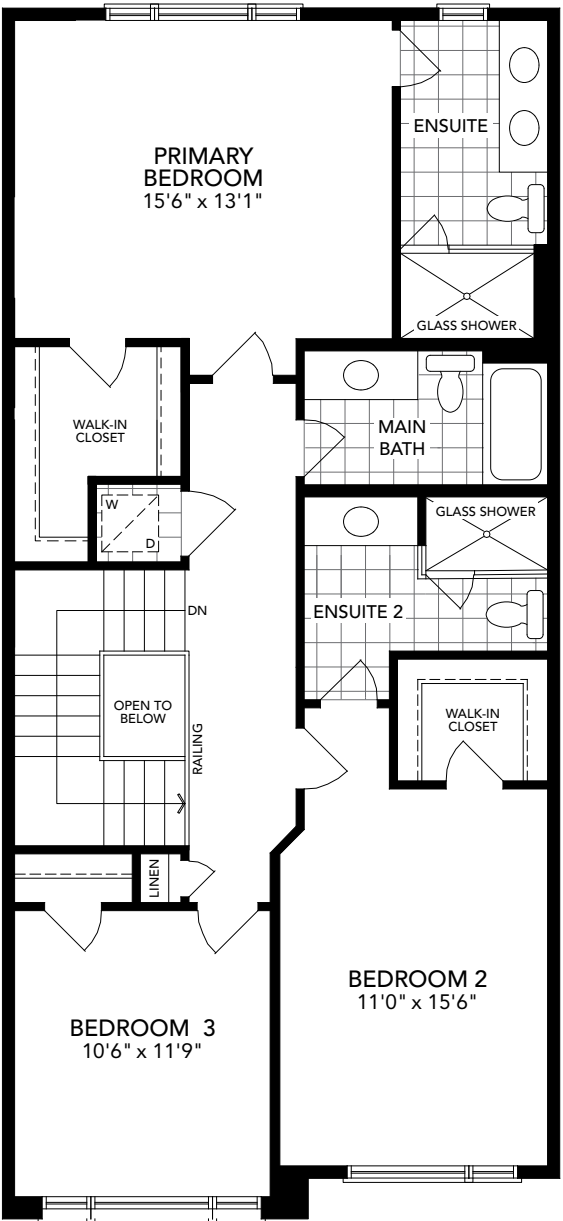 ENSUITE
PRIMARY
BEDROOM
15'6" x 13'1"
GLASS SHOWER
WALK-IN
CLOSET
MAIN
BATH
W
D
GLASS SHOWER
DN
ENSUITE 2
OPEN TO
BELOW
RAILING
WALK-IN
CLOSET
LINEN
BEDROOM 2
11'0" x 15'6"
BEDROOM 3
10'6" x 11'9"